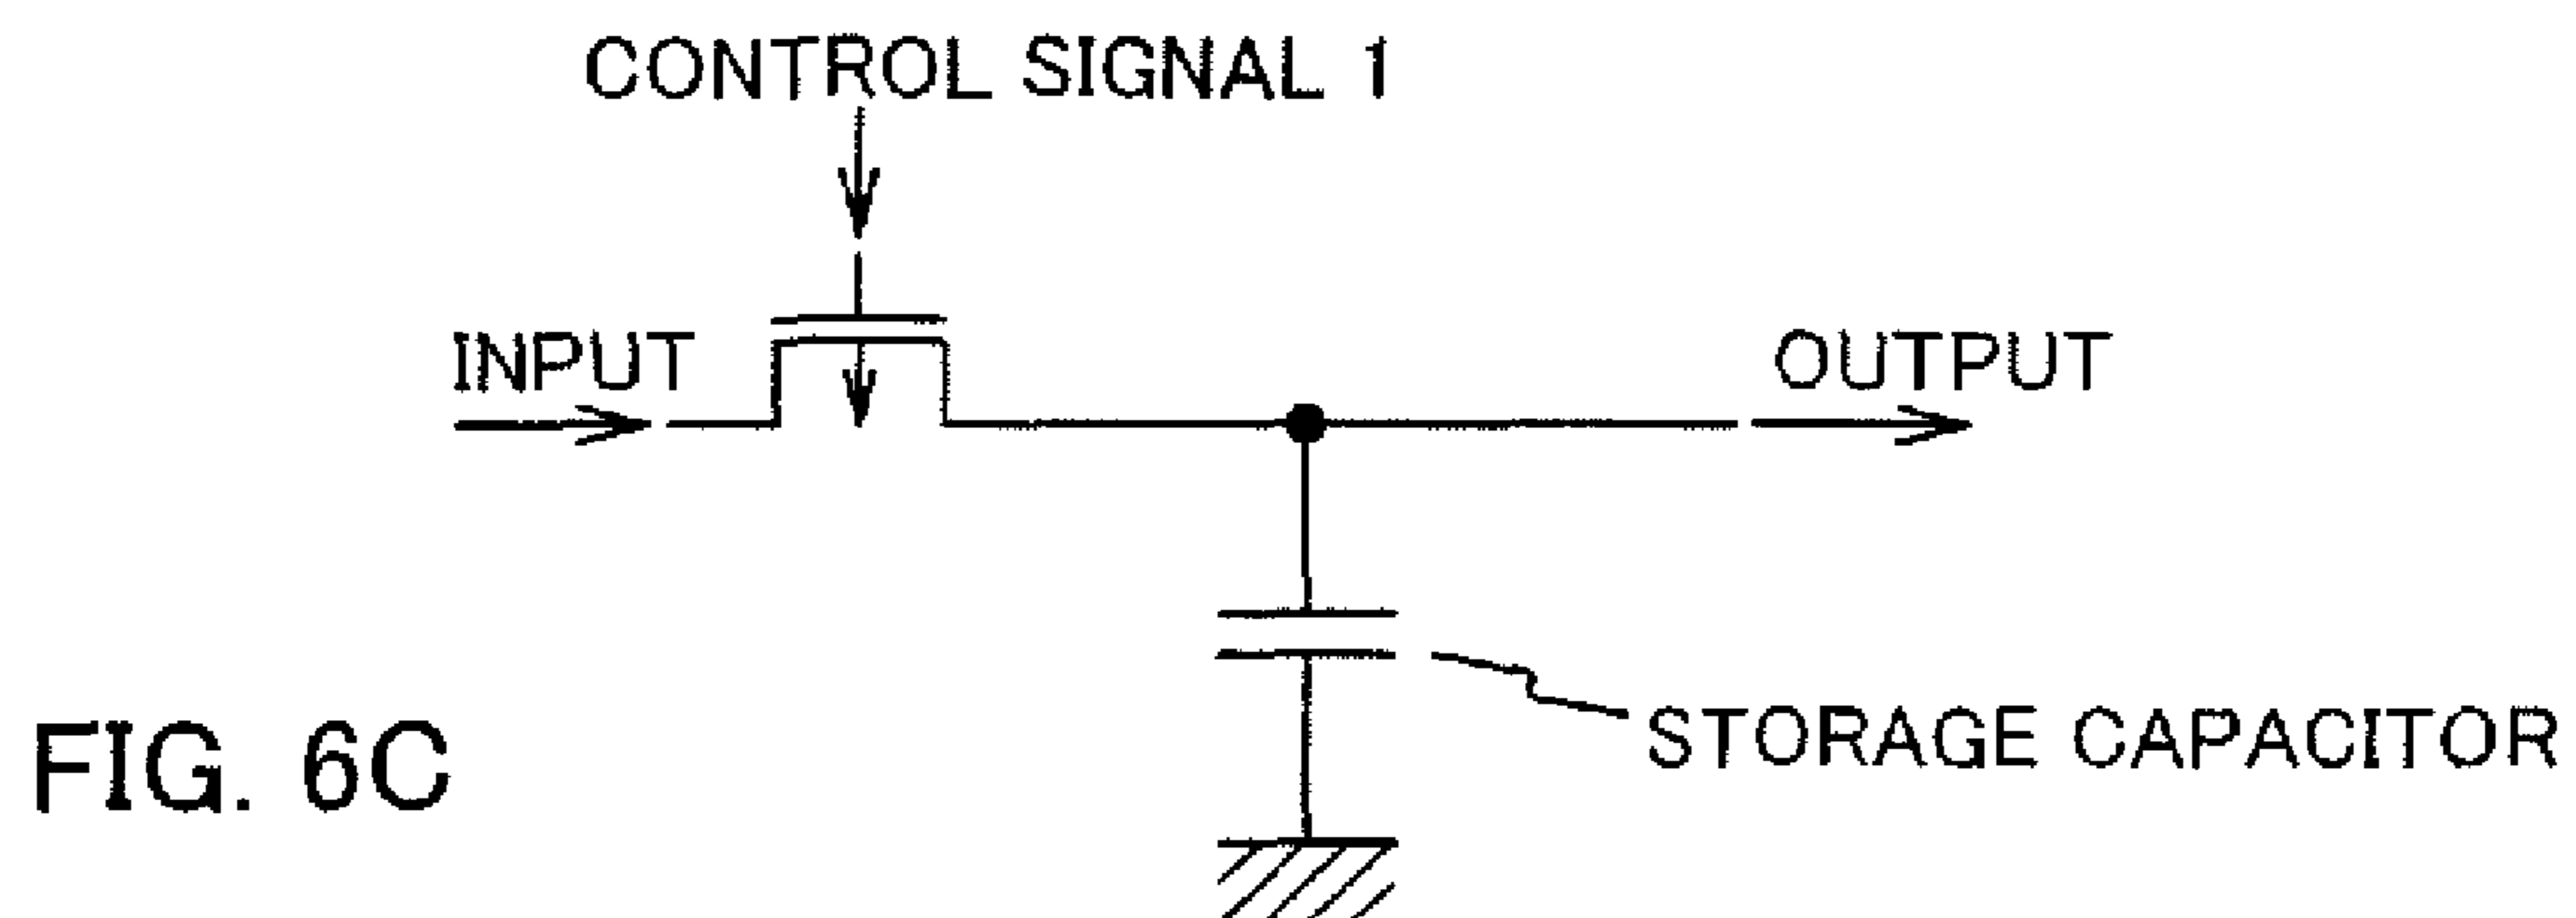 CONTROL SIGNAL 1
INPUT
OUTPUT
STORAGE CAPACITOR
FIG. 6C